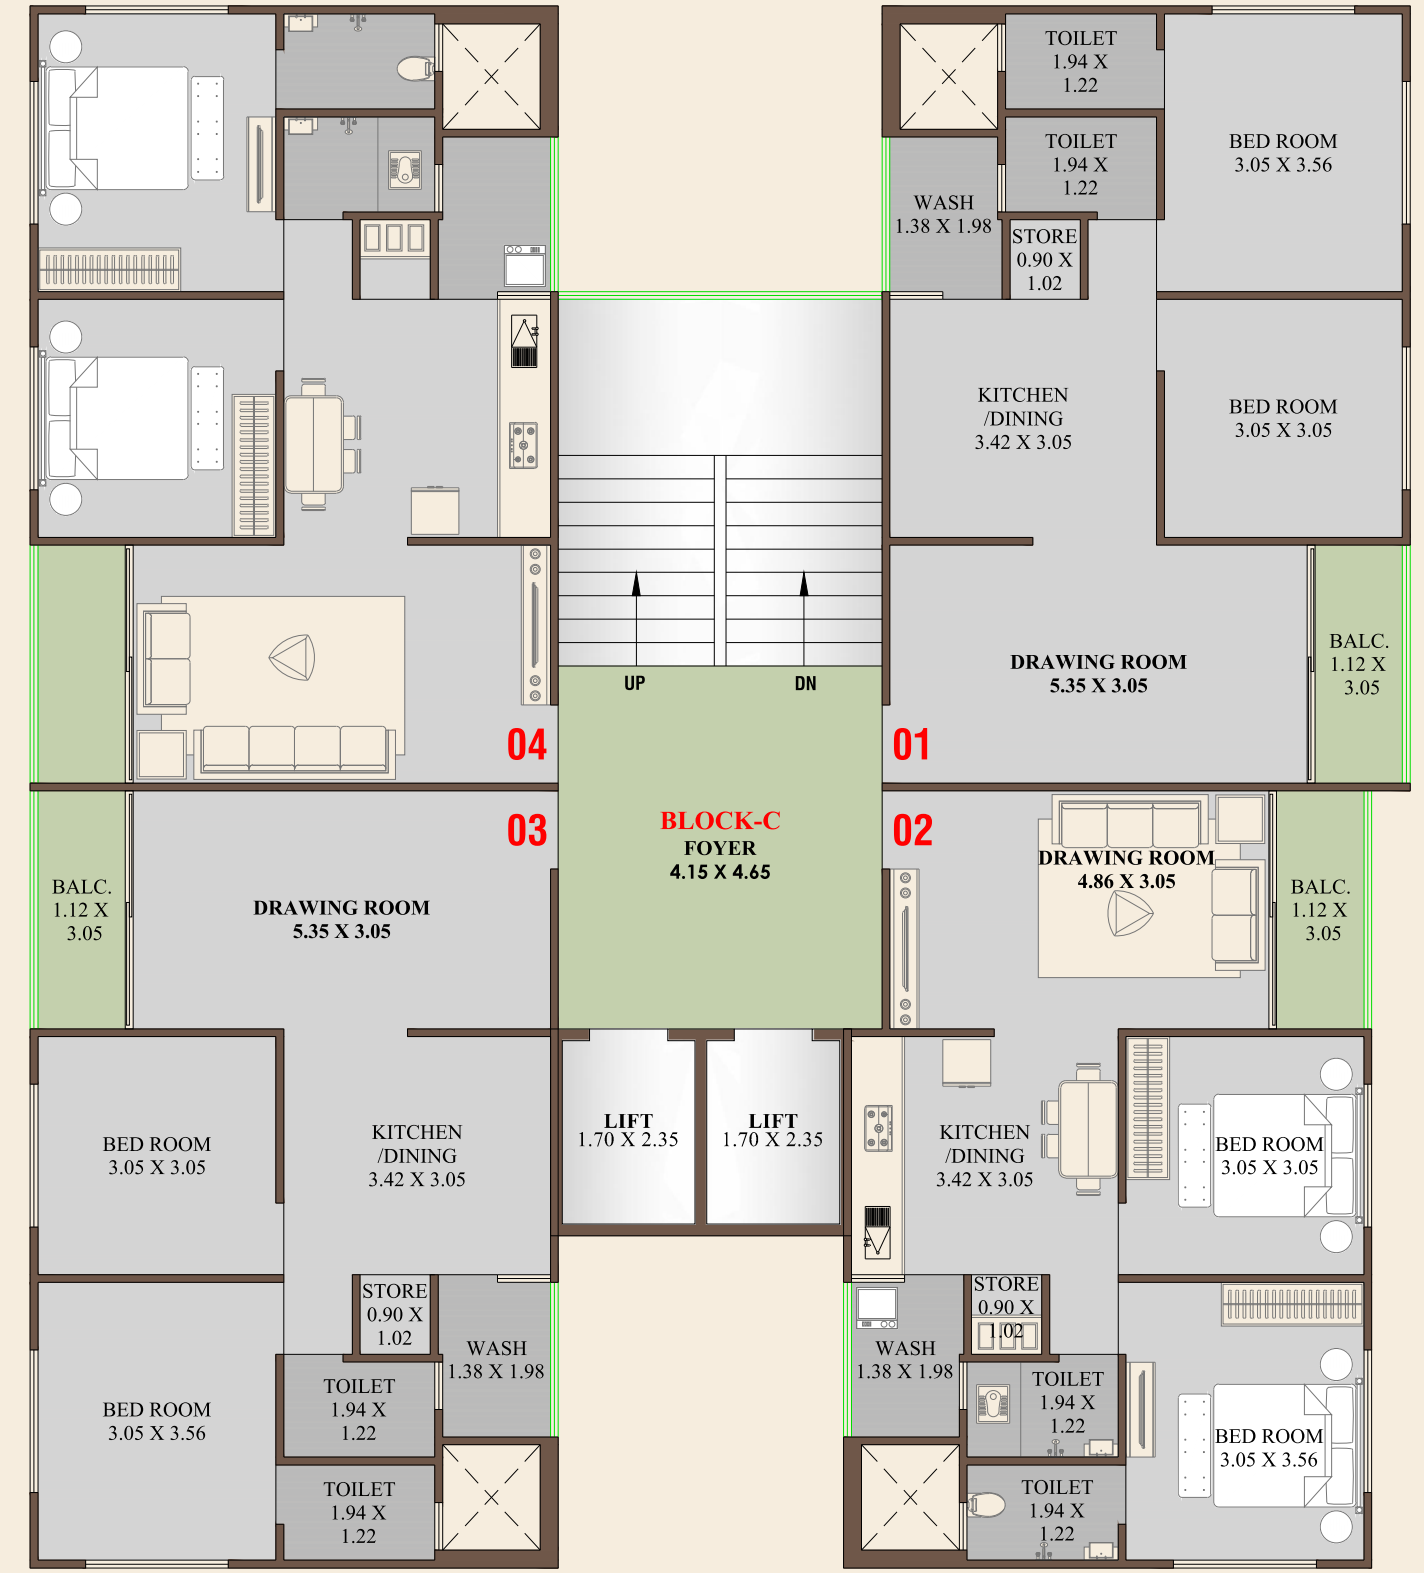 TOILET
1.94 X
1.22
TOILET
1.94 X
1.22
BED ROOM
3.05 X 3.56
WASH
1.38 X 1.98
STORE
0.90 X
1.02
KITCHEN
/DINING
3.42 X 3.05
BED ROOM
3.05 X 3.05
DRAWING ROOM
5.35 X 3.05
BALC.
1.12 X
3.05
UP
DN
04
01
03
BLOCK-C
FOYER
4.15 X 4.65
02
DRAWING ROOM
4.86 X 3.05
BALC.
1.12 X
3.05
DRAWING ROOM
5.35 X 3.05
BALC.
1.12 X
3.05
BED ROOM
3.05 X 3.05
KITCHEN
/DINING
3.42 X 3.05
LIFT
1.70 X 2.35
LIFT
1.70 X 2.35
KITCHEN
/DINING
3.42 X 3.05
BED ROOM
3.05 X 3.05
STORE
0.90 X
1.02
WASH
1.38 X 1.98
STORE
0.90 X
1.02
WASH
1.38 X 1.98
BED ROOM
3.05 X 3.56
TOILET
1.94 X
1.22
TOILET
1.94 X
1.22
BED ROOM
3.05 X 3.56
TOILET
1.94 X
1.22
TOILET
1.94 X
1.22